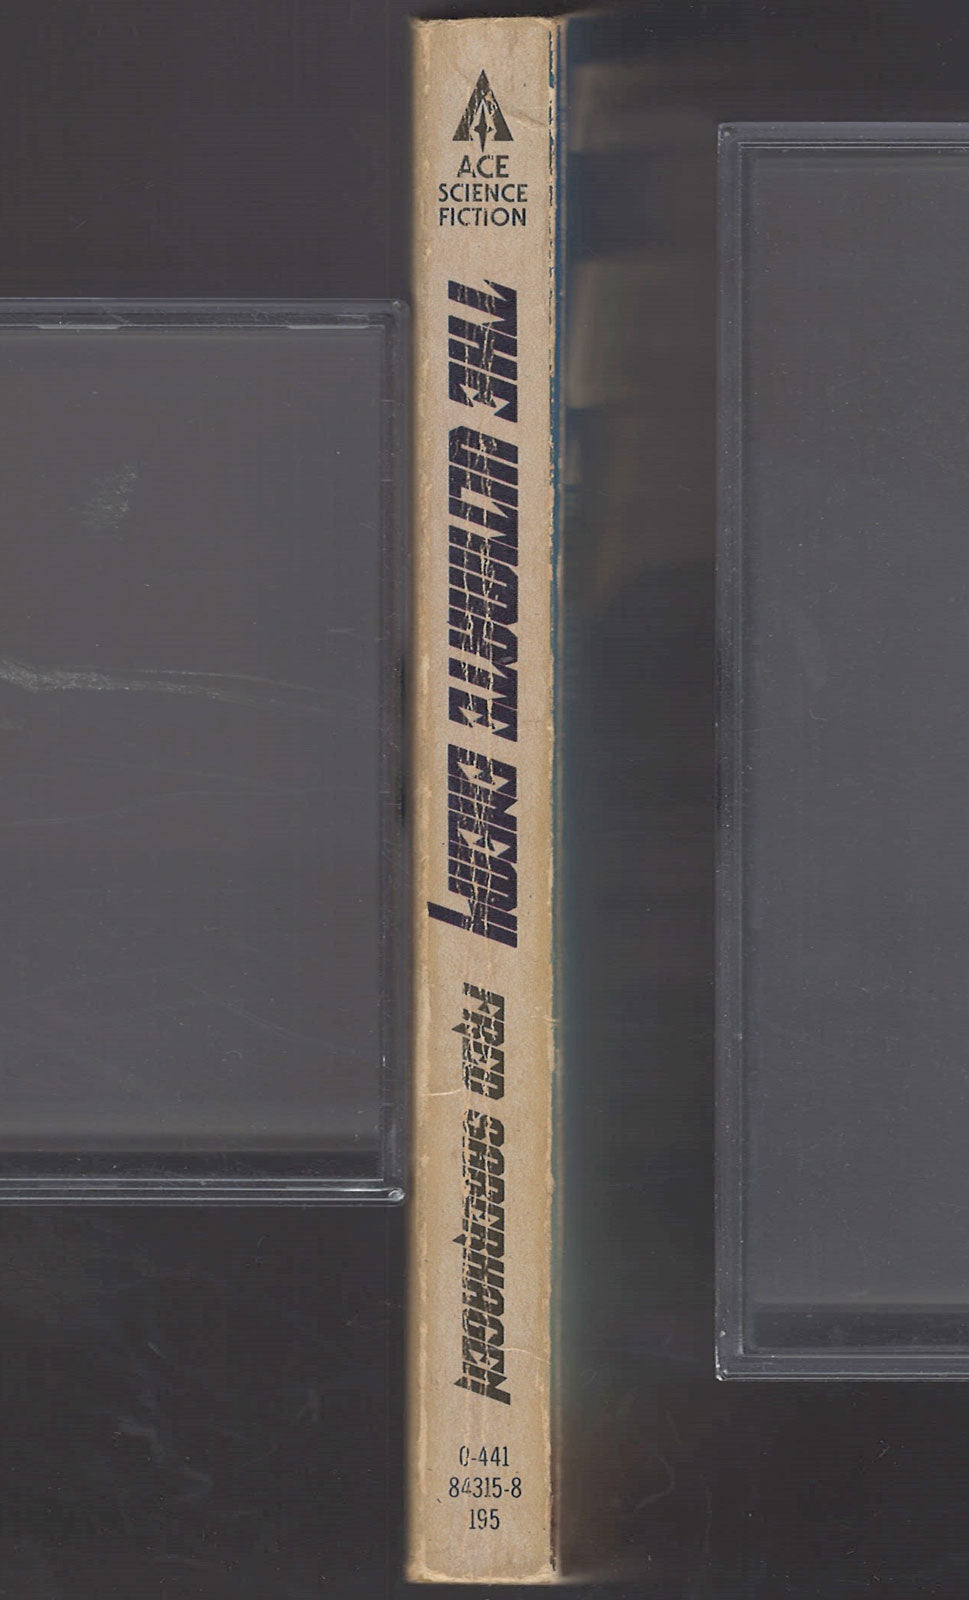 ACE
SCIENCE
FICTION
THE ULTIMATE ENEMY
FRED SABERHAGEN
0-441
84315-8
195